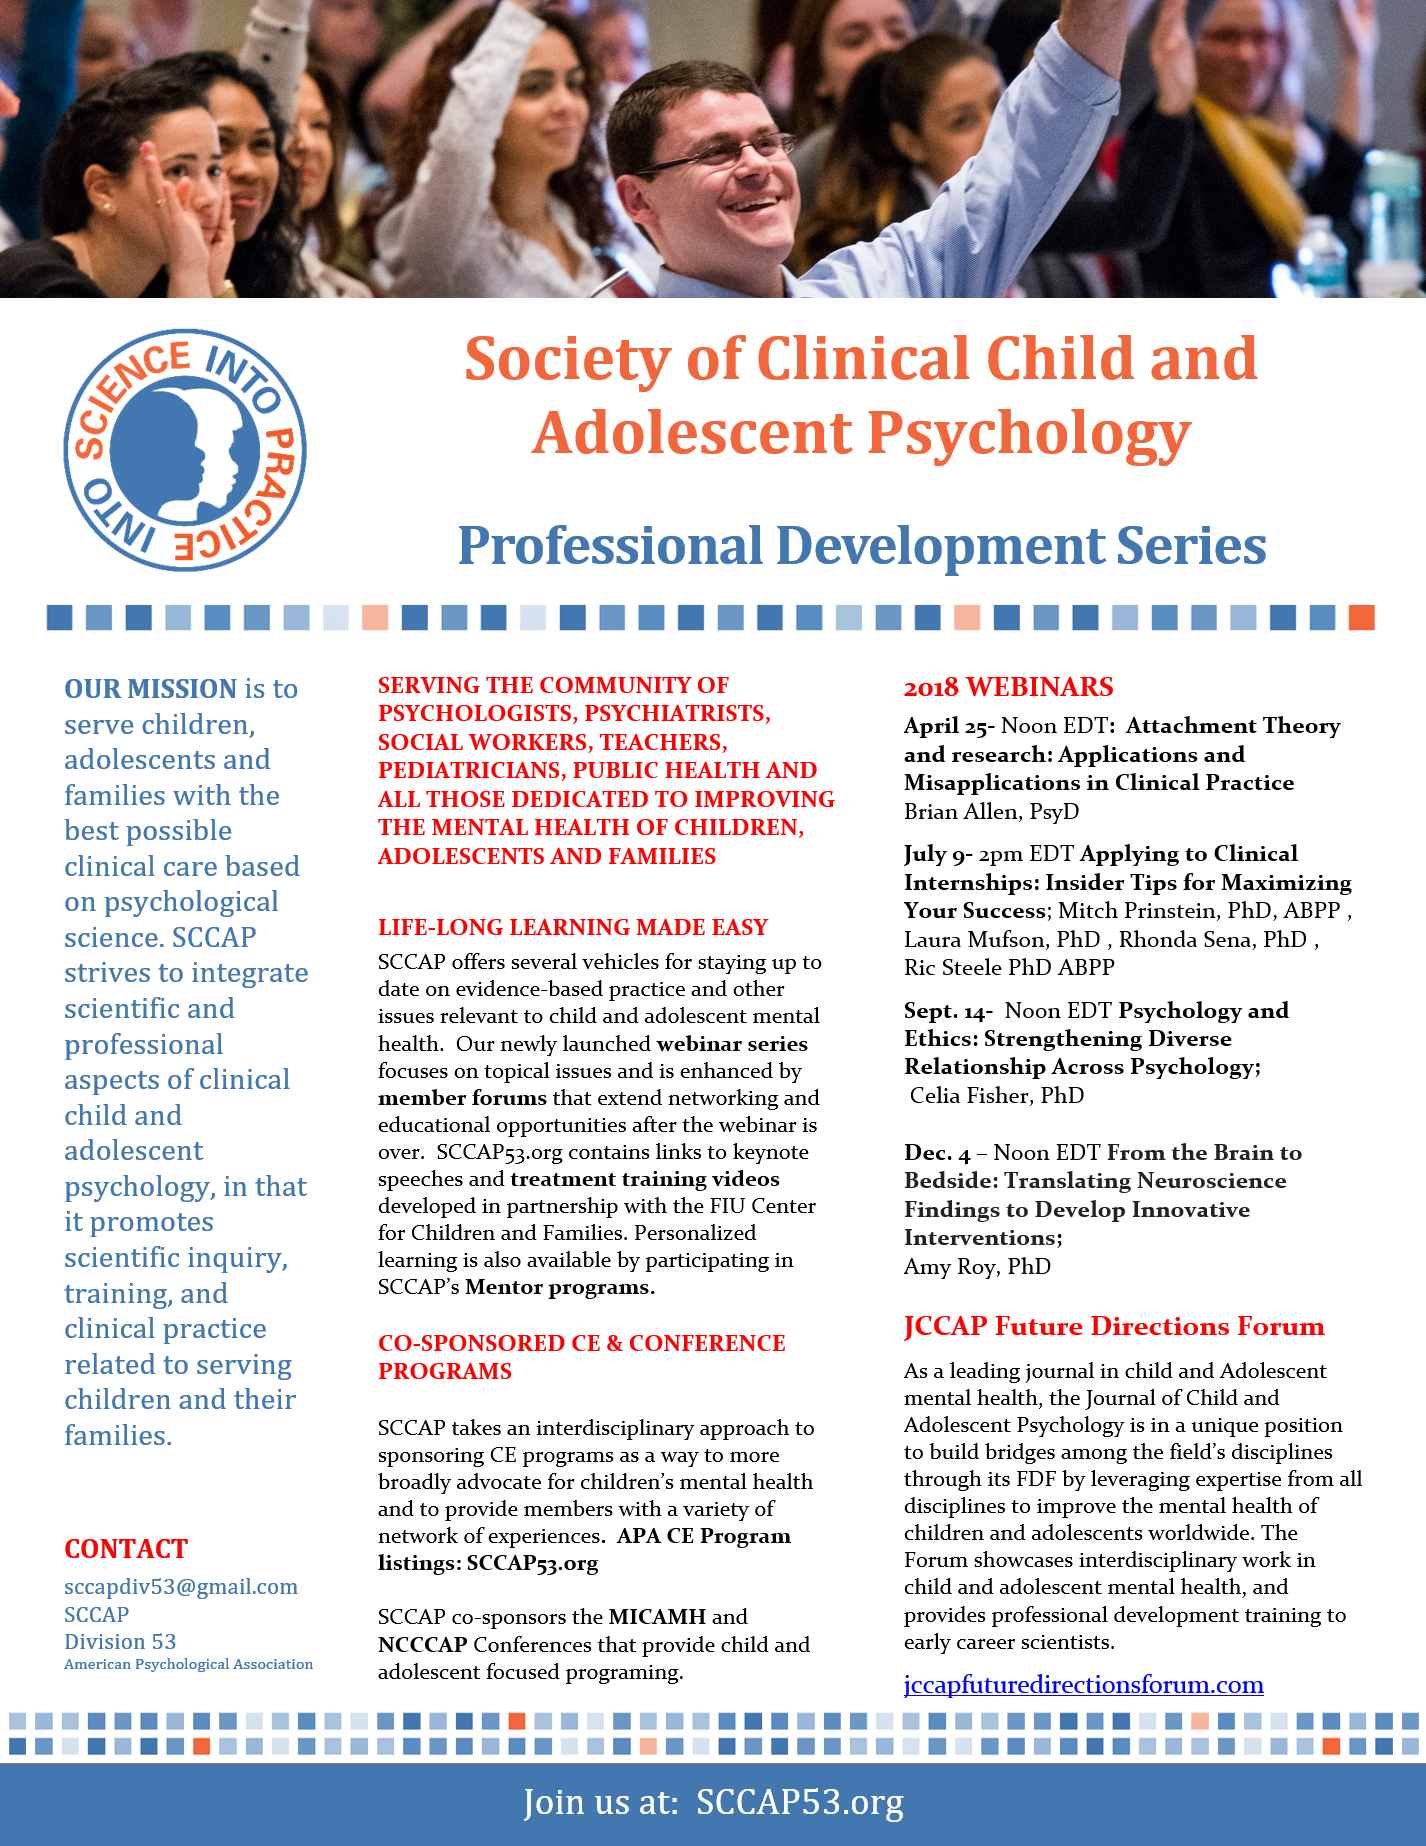 SCIENCE INTO PRACTICE INTO
Society of Clinical Child and
Adolescent Psychology
Professional Development Series
OUR MISSION is to
serve children,
adolescents and
families with the
best possible
clinical care based
on psychological
science. SCCAP
strives to integrate
scientific and
professional
aspects of clinical
child and
adolescent
psychology, in that
it promotes
scientific inquiry,
training, and
clinical practice
related to serving
children and their
families.
CONTACT
sccapdiv53@gmail.com
SCCAP
Division 53
American Psychological Association
SERVING THE COMMUNITY OF
PSYCHOLOGISTS, PSYCHIATRISTS,
SOCIAL WORKERS, TEACHERS,
PEDIATRICIANS, PUBLIC HEALTH AND
ALL THOSE DEDICATED TO IMPROVING
THE MENTAL HEALTH OF CHILDREN,
ADOLESCENTS AND FAMILIES
LIFE-LONG LEARNING MADE EASY
SCCAP offers several vehicles for staying up to
date on evidence-based practice and other
issues relevant to child and adolescent mental
health.  Our newly launched webinar series
focuses on topical issues and is enhanced by
member forums that extend networking and
educational opportunities after the webinar is
over.  SCCAP53.org contains links to keynote
speeches and treatment training videos
developed in partnership with the FIU Center
for Children and Families. Personalized
learning is also available by participating in
SCCAP's Mentor programs.
CO-SPONSORED CE & CONFERENCE
PROGRAMS
SCCAP takes an interdisciplinary approach to
sponsoring CE programs as a way to more
broadly advocate for children's mental health
and to provide members with a variety of
network of experiences.  APA CE Program
listings: SCCAP53.org
SCCAP co-sponsors the MICAMH and
NCCCAP Conferences that provide child and
adolescent focused programing.
2018 WEBINARS
April 25- Noon EDT:  Attachment Theory
and research: Applications and
Misapplications in Clinical Practice
Brian Allen, PsyD
July 9- 2pm EDT Applying to Clinical
Internships: Insider Tips for Maximizing
Your Success; Mitch Prinstein, PhD, ABPP ,
Laura Mufson, PhD , Rhonda Sena, PhD ,
Ric Steele PhD ABPP
Sept. 14-  Noon EDT Psychology and
Ethics: Strengthening Diverse
Relationship Across Psychology;
Celia Fisher, PhD
Dec. 4 – Noon EDT From the Brain to
Bedside: Translating Neuroscience
Findings to Develop Innovative
Interventions;
Amy Roy, PhD
JCCAP Future Directions Forum
As a leading journal in child and Adolescent
mental health, the Journal of Child and
Adolescent Psychology is in a unique position
to build bridges among the field's disciplines
through its FDF by leveraging expertise from all
disciplines to improve the mental health of
children and adolescents worldwide. The
Forum showcases interdisciplinary work in
child and adolescent mental health, and
provides professional development training to
early career scientists.
jccapfuturedirectionsforum.com
Join us at:  SCCAP53.org